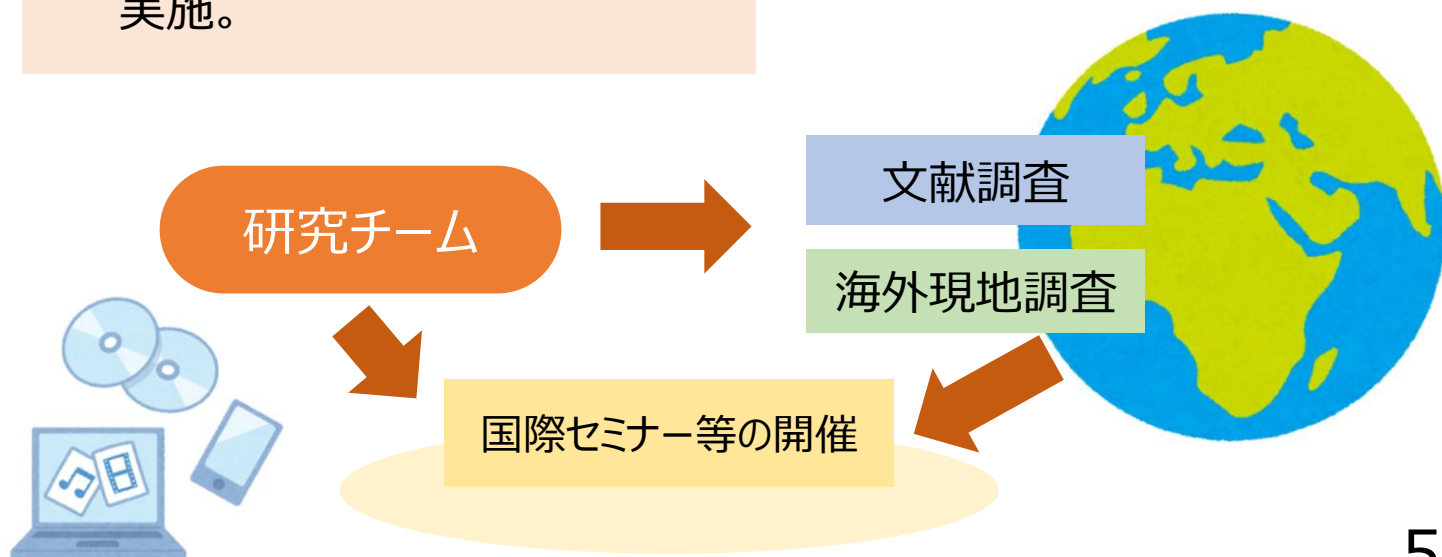 実施。
文献調査
研究チーム
海外現地調査
国際セミナー等の開催
5